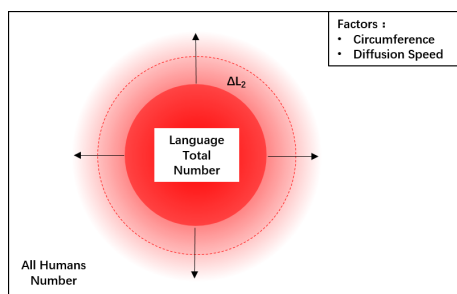 Factors：
• Circumference
• Diffusion Speed
ΔL₂
Language
Total
Number
All Humans
Number